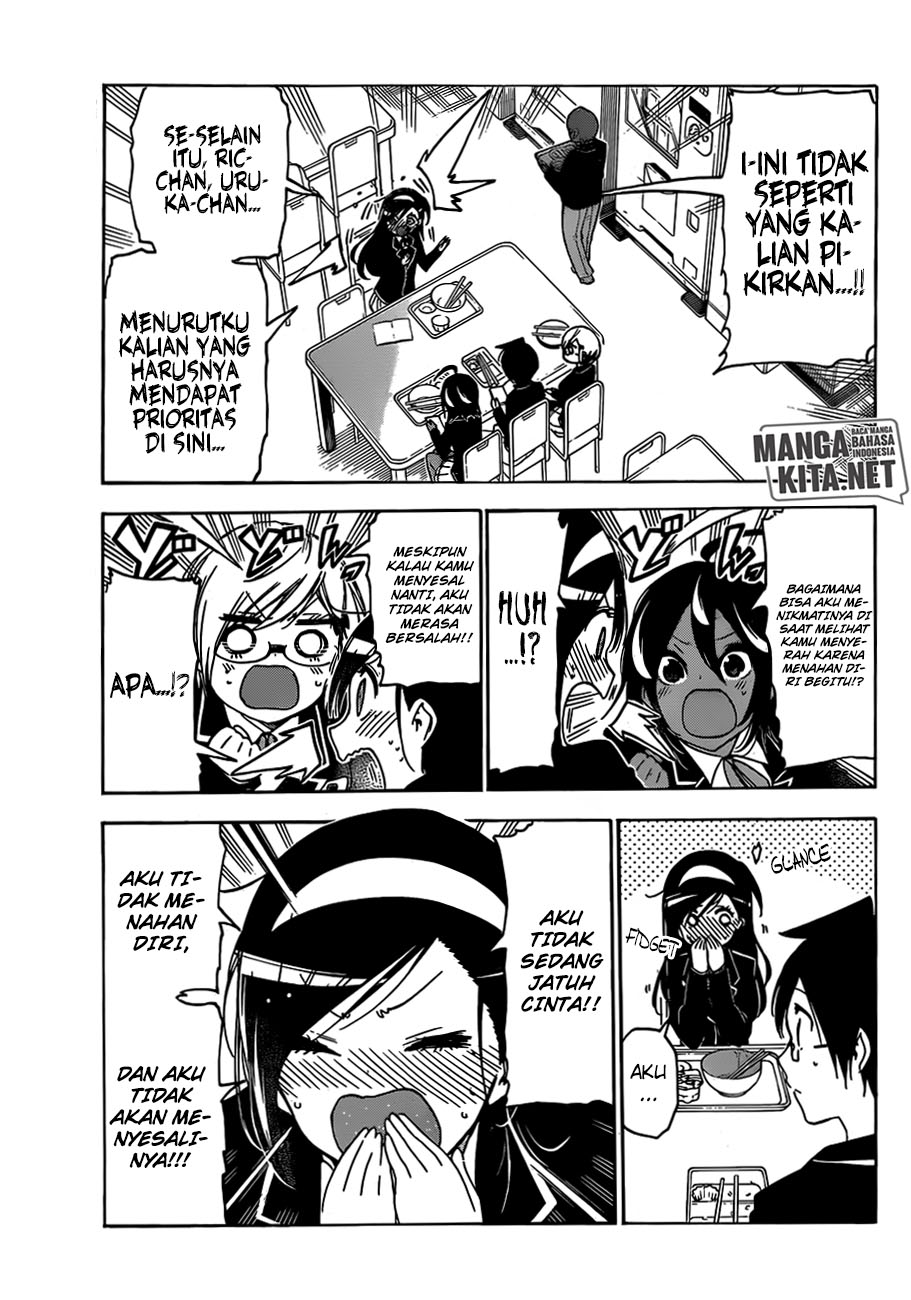 I-INI TIDAK
SEPERTI
YANG KA-
LIAN PI-
KIRKAN...!!
SE-SELAIN
ITU, RIC-
CHAN, URU-
KA-CHAN...
MENURUTKU
KALIAN YANG
HARUSNYA
MENDAPAT
PRIORITAS
DI SINI...
MANGA
BACA MANGA
BAHASA
INDONESIA
-KITA.NET
BAGAIMANA
BISA AKU ME-
NIKMATINYA DI
SAAT MELIHAT
KAMU MENYE-
RAH KARENA
MENAHAN DI-
RI BEGITU!?
HUH
...!?
MESKIPUN
KALAU KAMU
MENYESAL
NANTI, AKU
TIDAK AKAN
MERASA
BERSALAH!!
APA...!?
GLANCE
FIDGET
AKU
...
AKU
TIDAK
SEDANG
JATUH
CINTA!!
AKU TI-
DAK ME-
NAHAN
DIRI,
DAN AKU
TIDAK
AKAN ME-
NYESALI-
NYA!!!